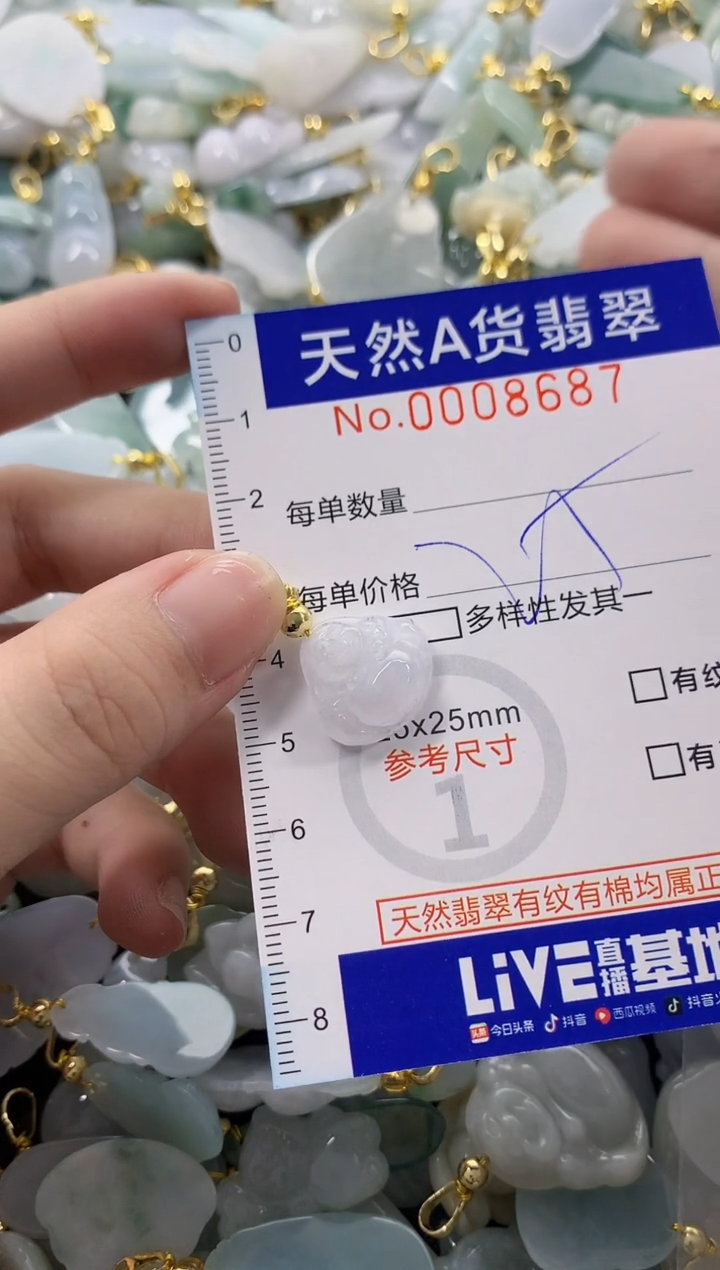 天然A货翡翠
No.0008687
每单数量
每单价格
多样性发其一
5x25mm
参考尺寸
1
有纹
有
天然翡翠有纹有棉均属正
LiVE直播基地
今日头条 抖音 西瓜视频 抖音火
0
1
2
4
5
6
7
8